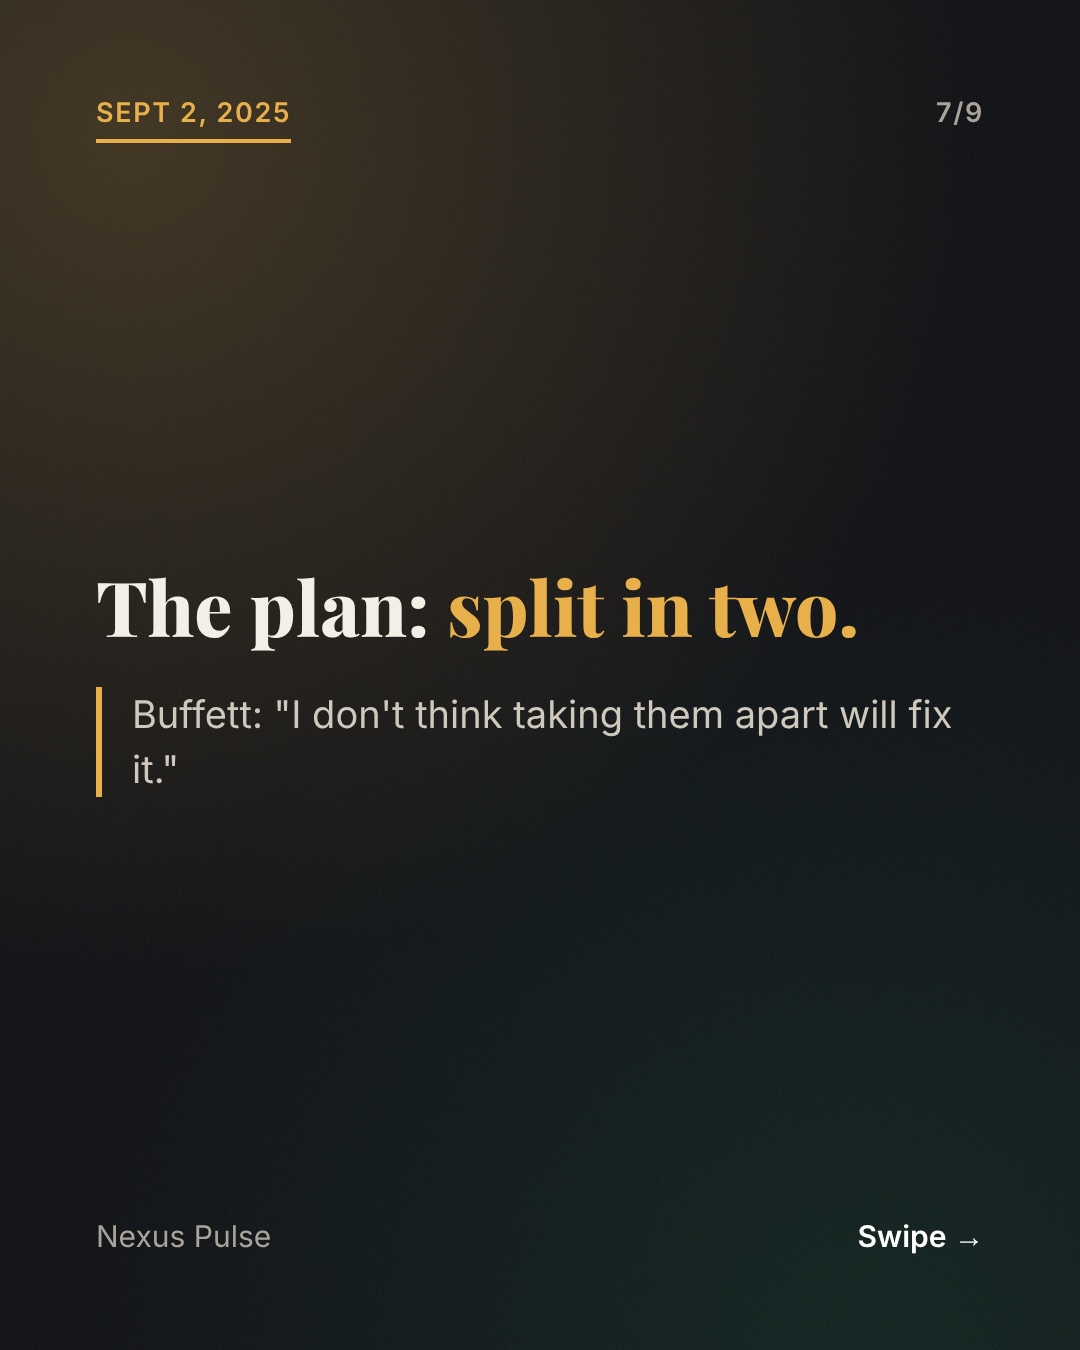 SEPT 2, 2025
7/9
The plan: split in two.
Buffett: "I don't think taking them apart will fix
it."
Nexus Pulse
Swipe →